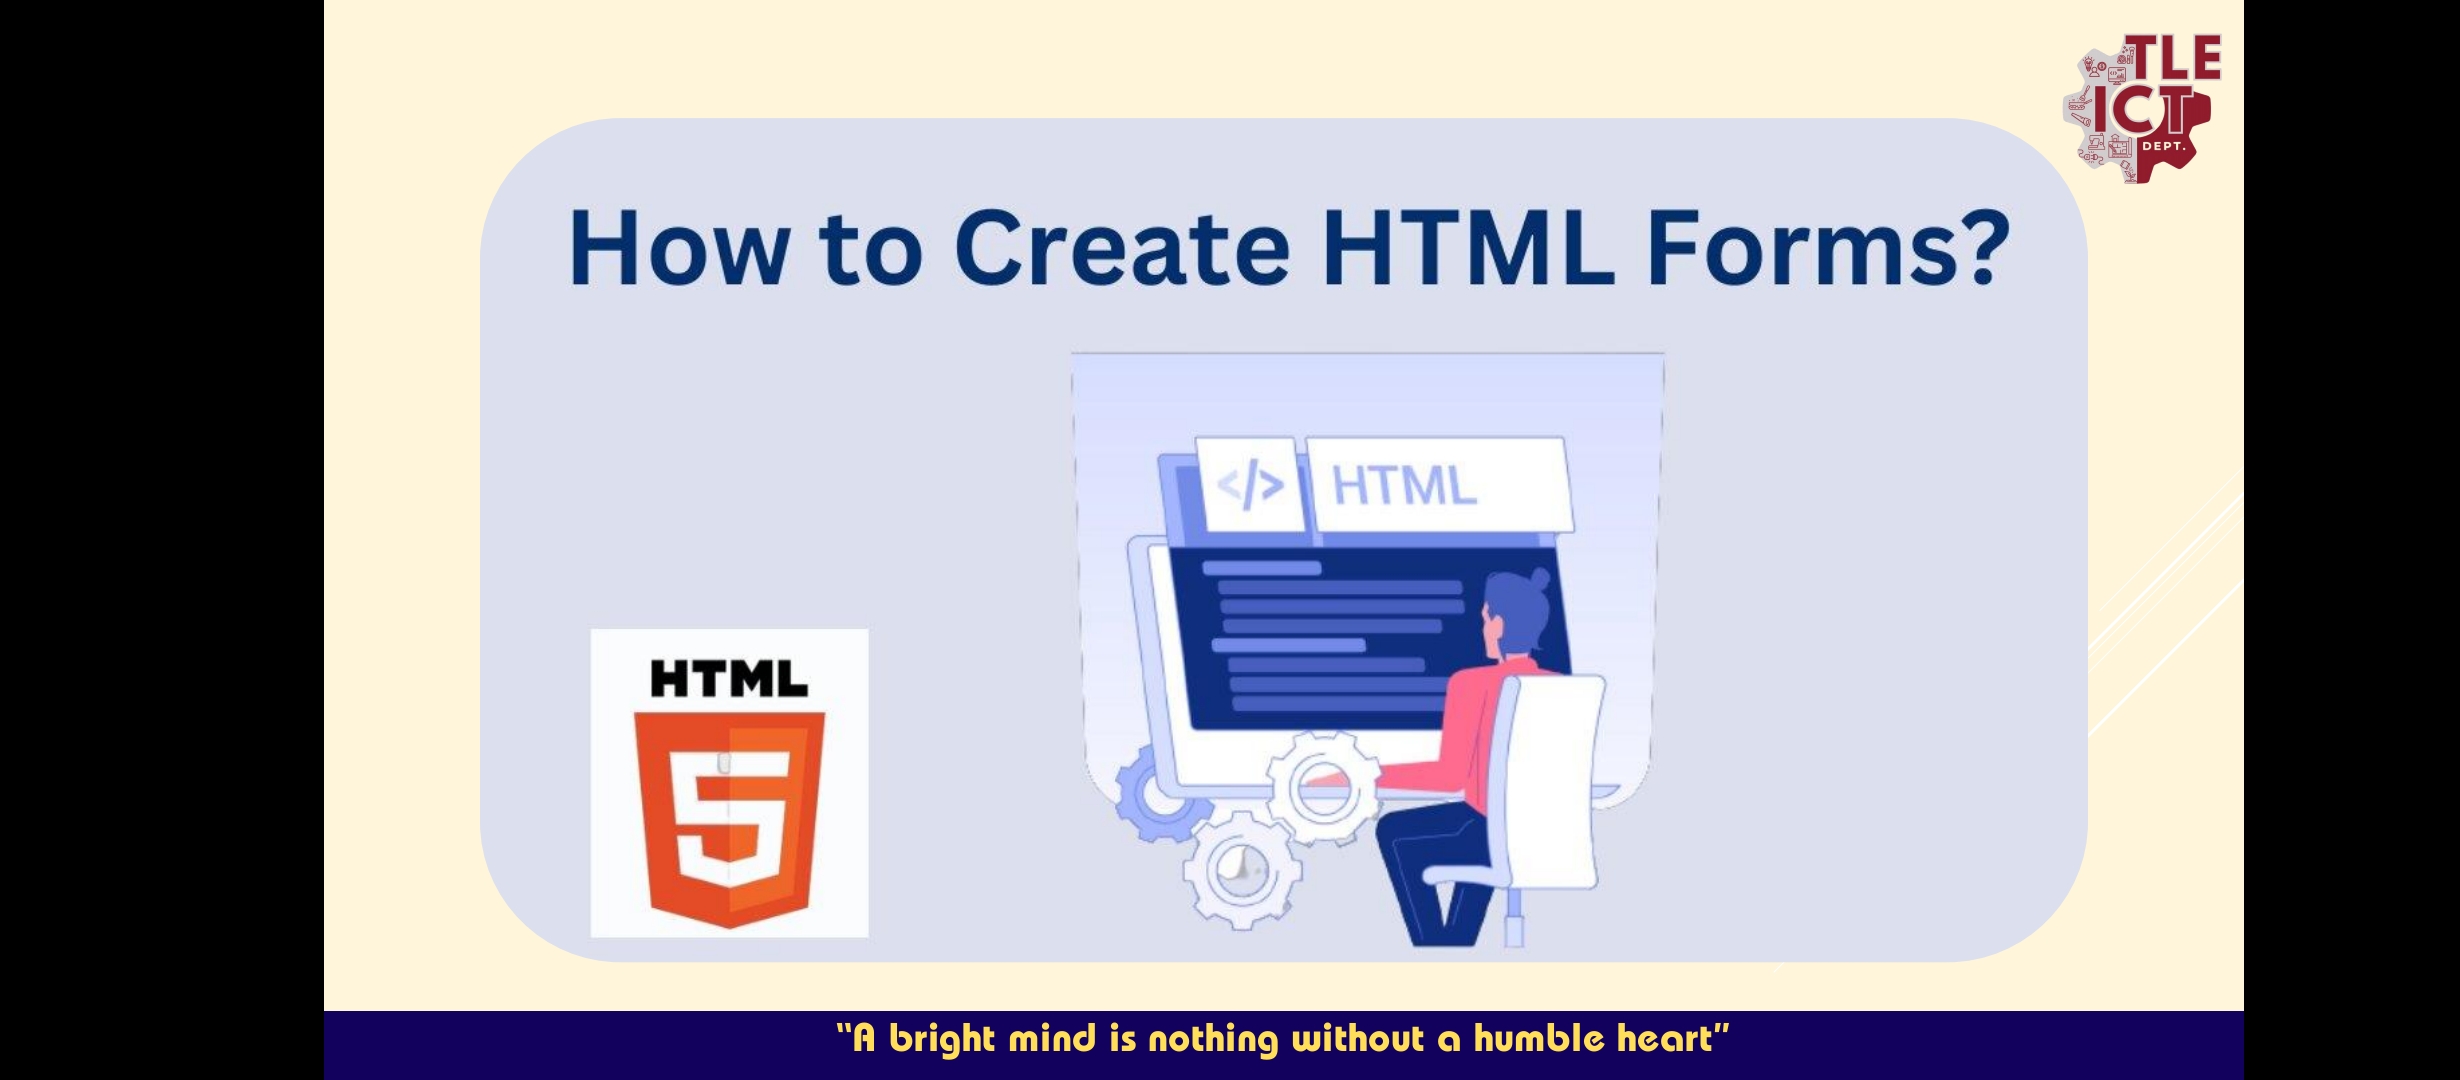 TLE
ICT
DEPT.
How to Create HTML Forms?
</> HTML
HTML
5
“A bright mind is nothing without a humble heart”